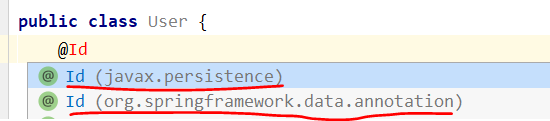 public class User {
@Id
@ Id (javax.persistence)
@ Id (org.springframework.data.annotation)